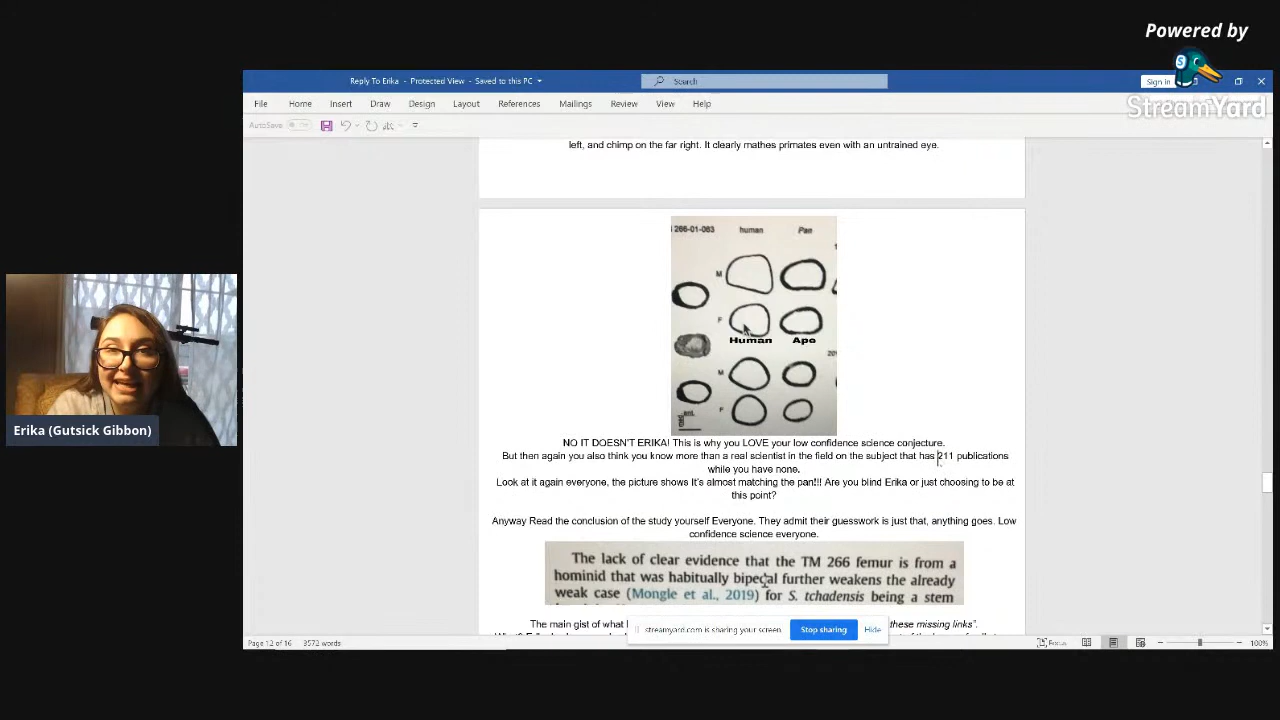 Powered by
StreamYard
Reply To Erika - Protected View - Saved to this PC
Search
Sign in
File Home Insert Draw Design Layout References Mailings Review View Help
AutoSave Off
left, and chimp on the far right. It clearly mathes primates even with an untrained eye.
266-01-063 human Pan
M
F
Human Ape
M
F
NO IT DOESN'T ERIKA! This is why you LOVE your low confidence science conjecture.
But then again you also think you know more than a real scientist in the field on the subject that has 211 publications
while you have none.
Look at it again everyone, the picture shows It's almost matching the pan!!! Are you blind Erika or just choosing to be at
this point?
Anyway Read the conclusion of the study yourself Everyone. They admit their guesswork is just that, anything goes. Low
confidence science everyone.
The lack of clear evidence that the TM 266 femur is from a
hominid that was habitually bipedal further weakens the already
weak case (Mongle et al., 2019) for S. tchadensis being a stem
The main gist of what these missing links".
streamyard.com is sharing your screen. Stop sharing Hide
Page 12 of 16 3572 words Focus 100%
Erika (Gutsick Gibbon)